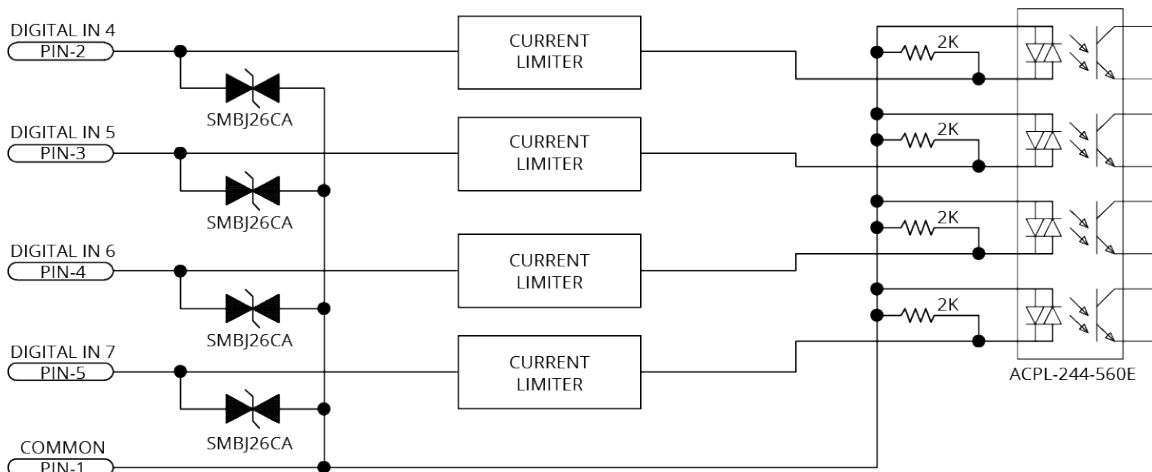 DIGITAL IN 4
PIN-2
CURRENT
LIMITER
2K
SMBJ26CA
DIGITAL IN 5
PIN-3
CURRENT
LIMITER
2K
SMBJ26CA
DIGITAL IN 6
PIN-4
CURRENT
LIMITER
2K
SMBJ26CA
DIGITAL IN 7
PIN-5
CURRENT
LIMITER
2K
ACPL-244-560E
SMBJ26CA
COMMON
PIN-1